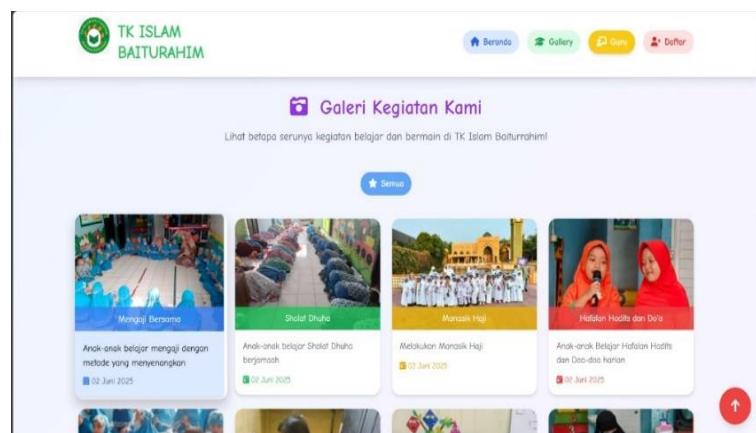 TK ISLAM
BAITURAHIM
Beranda
Gallery
Guru
Daftar
Galeri Kegiatan Kami
Lihat betapa serunya kegiatan belajar dan bermain di TK Islam Baiturrahim!
Semua
Mengaji Bersama
Anak-anak belajar mengaji dengan
metode yang menyenangkan
02 Juni 2025
Sholat Dhuha
Anak-anak belajar Sholat Dhuha
berjamaah
02 Juni 2025
Manasik Haji
Melakukan Manasik Haji
02 Juni 2025
Hafalan Hadits dan Do'a
Anak-anak Belajar Hafalan Hadits
dan Doa-doa harian
02 Juni 2025